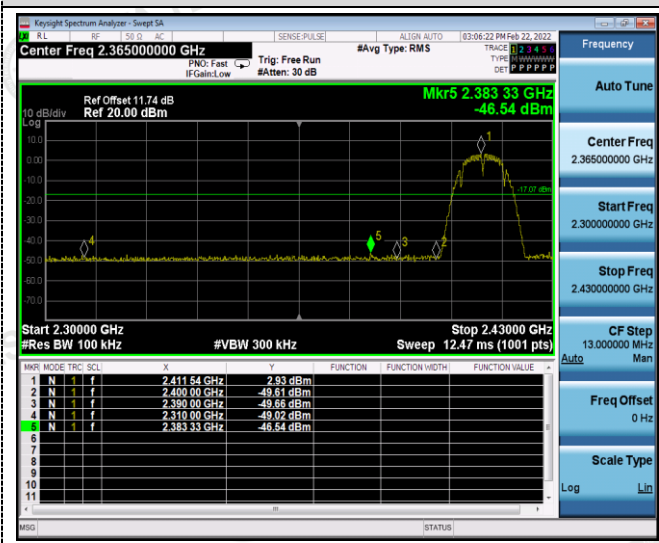 Keysight Spectrum Analyzer - Swept SA
RL RF 50 Ω AC SENSE:PULSE ALIGN AUTO 03:06:22 PM Feb 22, 2022
Center Freq 2.365000000 GHz
PNO: Fast
IFGain:Low
Trig: Free Run
#Atten: 30 dB
#Avg Type: RMS
TRACE 1 2 3 4 5 6
TYPE M W W W W W
DET P P P P P P
Ref Offset 11.74 dB
10 dB/div Ref 20.00 dBm
Log
Mkr5 2.383 33 GHz
-46.54 dBm
10.0
0.00
-10.0
-20.0
-30.0
-40.0
-50.0
-60.0
-70.0
1
-17.07 dBm
4
5
3
2
Start 2.30000 GHz Stop 2.43000 GHz
#Res BW 100 kHz #VBW 300 kHz Sweep 12.47 ms (1001 pts)
MKR MODE TRC SCL X Y FUNCTION FUNCTION WIDTH FUNCTION VALUE
1 N 1 f 2.411 54 GHz 2.93 dBm
2 N 1 f 2.400 00 GHz -49.61 dBm
3 N 1 f 2.390 00 GHz -49.66 dBm
4 N 1 f 2.310 00 GHz -49.02 dBm
5 N 1 f 2.383 33 GHz -46.54 dBm
6
7
8
9
10
11
MSG STATUS
Frequency
Auto Tune
Center Freq
2.365000000 GHz
Start Freq
2.300000000 GHz
Stop Freq
2.430000000 GHz
CF Step
13.000000 MHz
Auto Man
Freq Offset
0 Hz
Scale Type
Log Lin